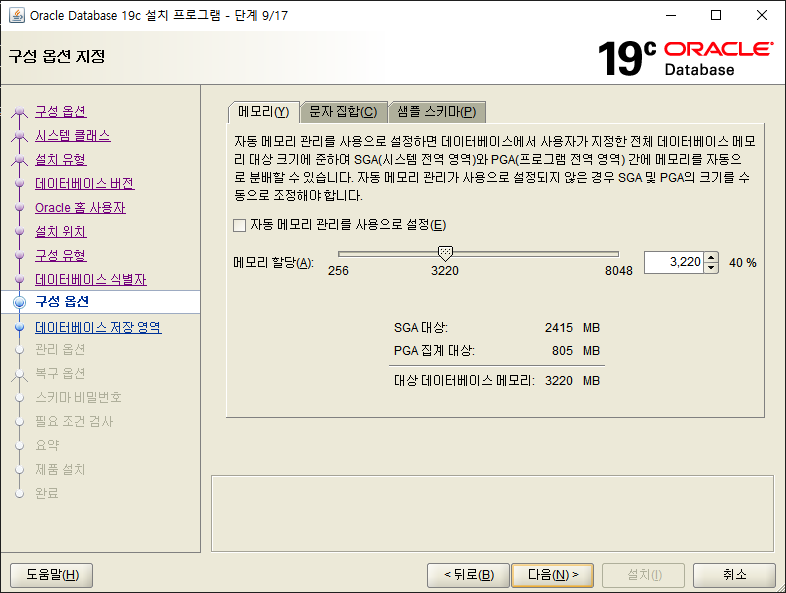 Oracle Database 19c 설치 프로그램 - 단계 9/17
구성 옵션 지정
19c ORACLE
Database
구성 옵션
시스템 클래스
설치 유형
데이터베이스 버전
Oracle 홈 사용자
설치 위치
구성 유형
데이터베이스 식별자
구성 옵션
데이터베이스 저장 영역
관리 옵션
복구 옵션
스키마 비밀번호
필요 조건 검사
요약
제품 설치
완료
메모리(Y) 문자 집합(C) 샘플 스키마(P)
자동 메모리 관리를 사용으로 설정하면 데이터베이스에서 사용자가 지정한 전체 데이터베이스 메모
리 대상 크기에 준하여 SGA(시스템 전역 영역)와 PGA(프로그램 전역 영역) 간에 메모리를 자동으
로 분배할 수 있습니다. 자동 메모리 관리가 사용으로 설정되지 않은 경우 SGA 및 PGA의 크기를 수
동으로 조정해야 합니다.
자동 메모리 관리를 사용으로 설정(E)
메모리 할당(A): 3,220 40 %
256 3220 8048
SGA 대상: 2415 MB
PGA 집계 대상: 805 MB
대상 데이터베이스 메모리: 3220 MB
도움말(H) < 뒤로(B) 다음(N) > 설치(I) 취소